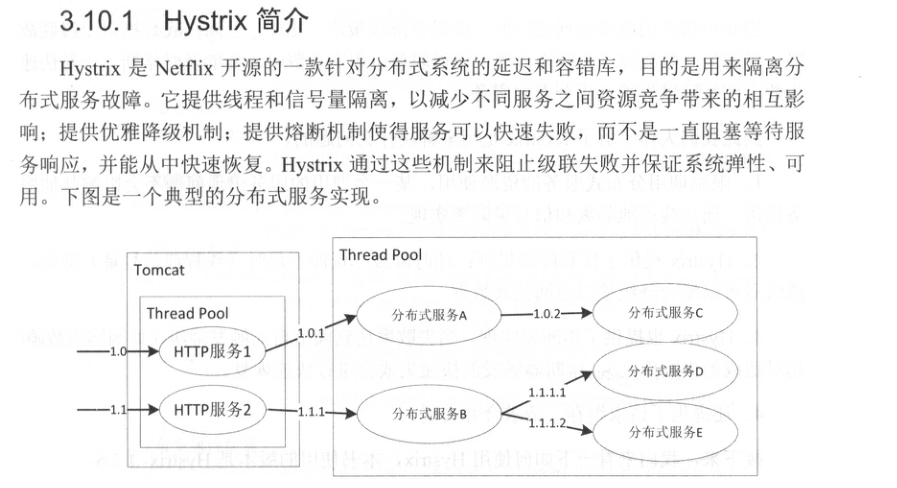 3.10.1 Hystrix 简介
Hystrix 是 Netflix 开源的一款针对分布式系统的延迟和容错库，目的是用来隔离分
布式服务故障。它提供线程和信号量隔离，以减少不同服务之间资源竞争带来的相互影
响；提供优雅降级机制；提供熔断机制使得服务可以快速失败，而不是一直阻塞等待服
务响应，并能从中快速恢复。Hystrix 通过这些机制来阻止级联失败并保证系统弹性、可
用。下图是一个典型的分布式服务实现。
Tomcat
Thread Pool
1.0
HTTP服务1
1.1
HTTP服务2
1.0.1
1.1.1
Thread Pool
分布式服务A
1.0.2
分布式服务C
分布式服务B
1.1.1.1
分布式服务D
1.1.1.2
分布式服务E